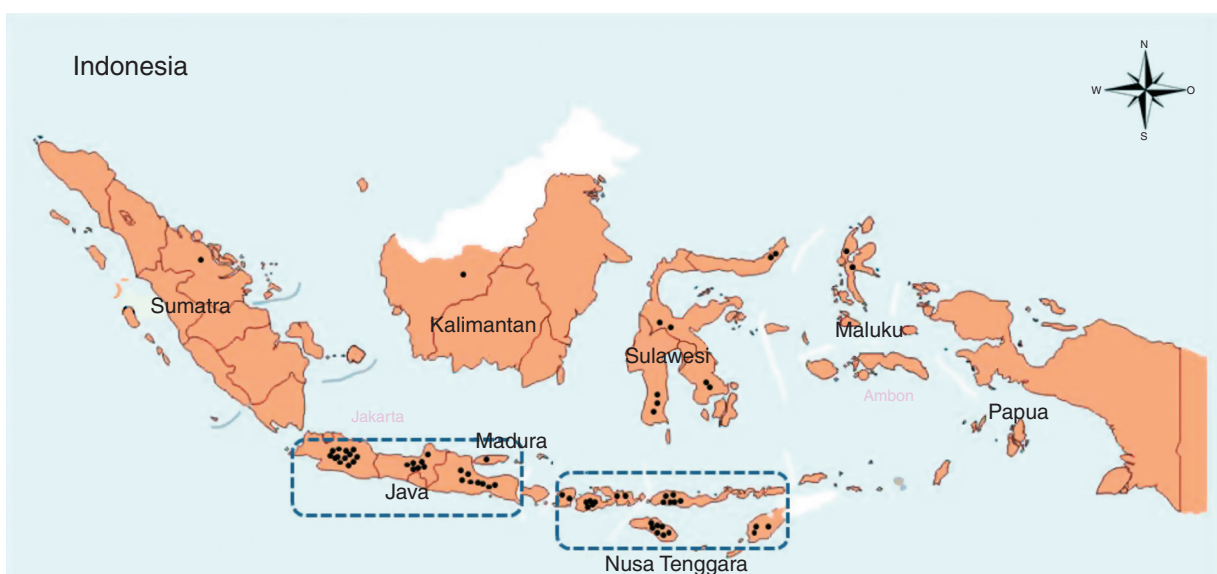 Indonesia
N
W
O
S
Sumatra
Kalimantan
Sulawesi
Maluku
Ambon
Papua
Jakarta
Madura
Java
Nusa Tenggara